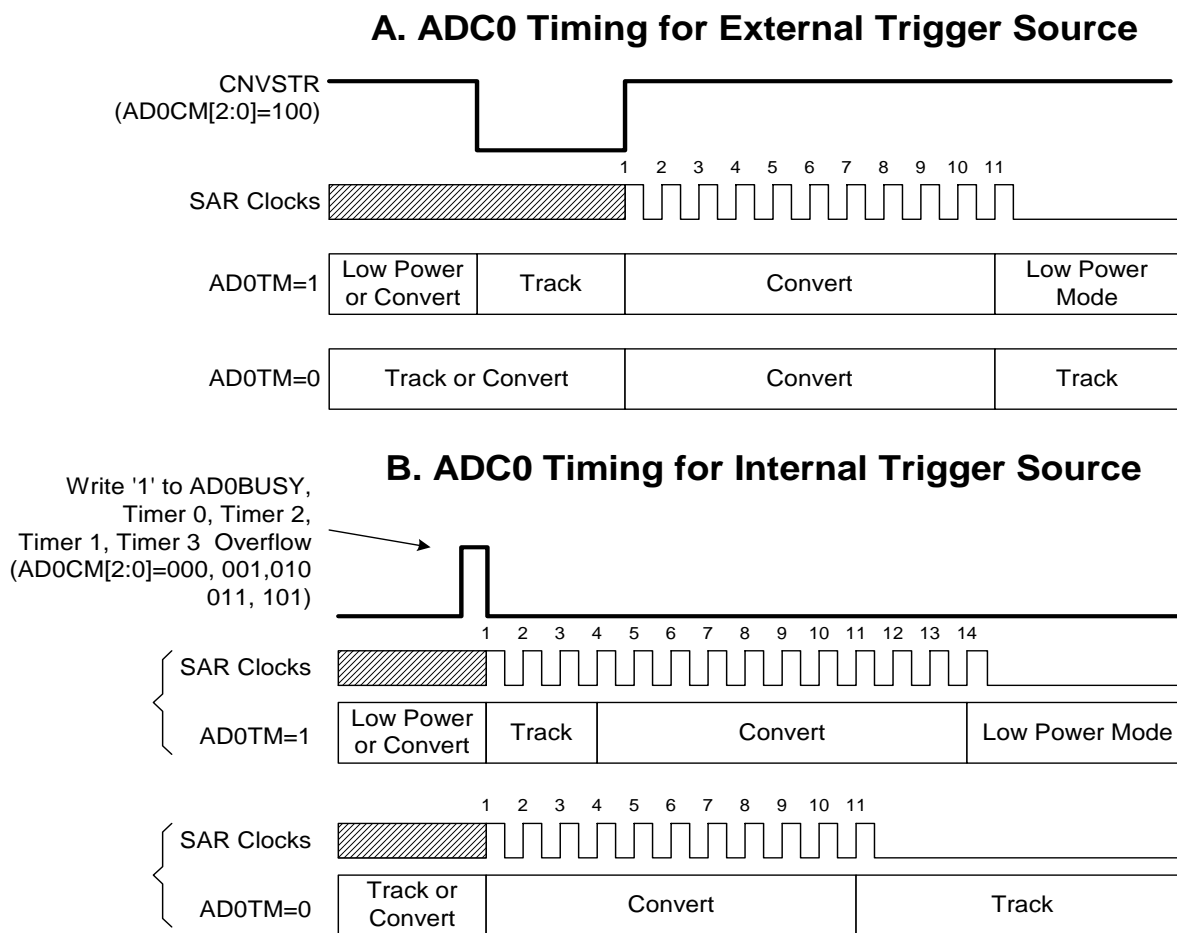 A. ADC0 Timing for External Trigger Source
CNVSTR
(AD0CM[2:0]=100)
1 2 3 4 5 6 7 8 9 10 11
SAR Clocks
AD0TM=1
Low Power
or Convert
Track
Convert
Low Power
Mode
AD0TM=0
Track or Convert
Convert
Track
B. ADC0 Timing for Internal Trigger Source
Write '1' to AD0BUSY,
Timer 0, Timer 2,
Timer 1, Timer 3 Overflow
(AD0CM[2:0]=000, 001,010
011, 101)
1 2 3 4 5 6 7 8 9 10 11 12 13 14
SAR Clocks
AD0TM=1
Low Power
or Convert
Track
Convert
Low Power Mode
1 2 3 4 5 6 7 8 9 10 11
SAR Clocks
AD0TM=0
Track or
Convert
Convert
Track